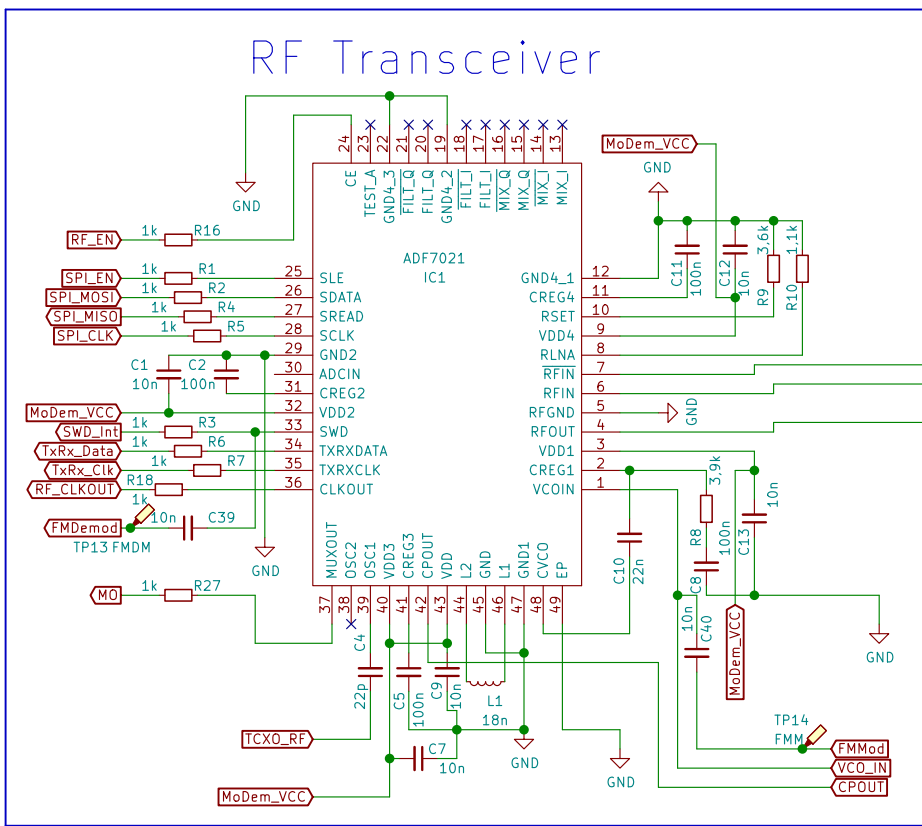 RF Transceiver
24 23 22 21 20 19 18 17 16 15 14 13
CE TEST_A GND4_3 FILT_Q FILT_Q GND4_2 FILT_I FILT_I MIX_Q MIX_Q MIX_I MIX_I
GND
MoDem_VCC
GND
RF_EN 1k R16
ADF7021
IC1
SPI_EN 1k R1 25 SLE
SPI_MOSI 1k R2 26 SDATA
SPI_MISO 1k R4 27 SREAD
SPI_CLK 1k R5 28 SCLK
29 GND2
C1 10n
C2 100n
30 ADCIN
31 CREG2
MoDem_VCC 32 VDD2
SWD_Int 1k R3 33 SWD
TxRx_Data 1k R6 34 TXRXDATA
TxRx_Clk 1k R7 35 TXRXCLK
RF_CLKOUT R18 1k 36 CLKOUT
FMDemod 10n C39
TP13 FMDM
GND
GND4_1 12
CREG4 11
RSET 10
VDD4 9
RLNA 8
RFIN 7
RFIN 6
RFGND 5 GND
RFOUT 4
VDD1 3
CREG1 2
VCOIN 1
C11 100n
C12 10n
3,6k R9
1,1k R10
3,9k R8
100n C8
10n C13
C10 22n
10n C40
MoDem_VCC
GND
MUXOUT OSC2 OSC1 VDD3 CREG3 CPOUT VDD L2 GND L1 GND1 CVCO EP
37 38 39 40 41 42 43 44 45 46 47 48 49
MO 1k R27
C4 22p
C5 100n
C9 10n
L1
18n
TCXO_RF
C7
10n
GND
GND
MoDem_VCC
TP14
FMM
FMMod
VCO_IN
CPOUT